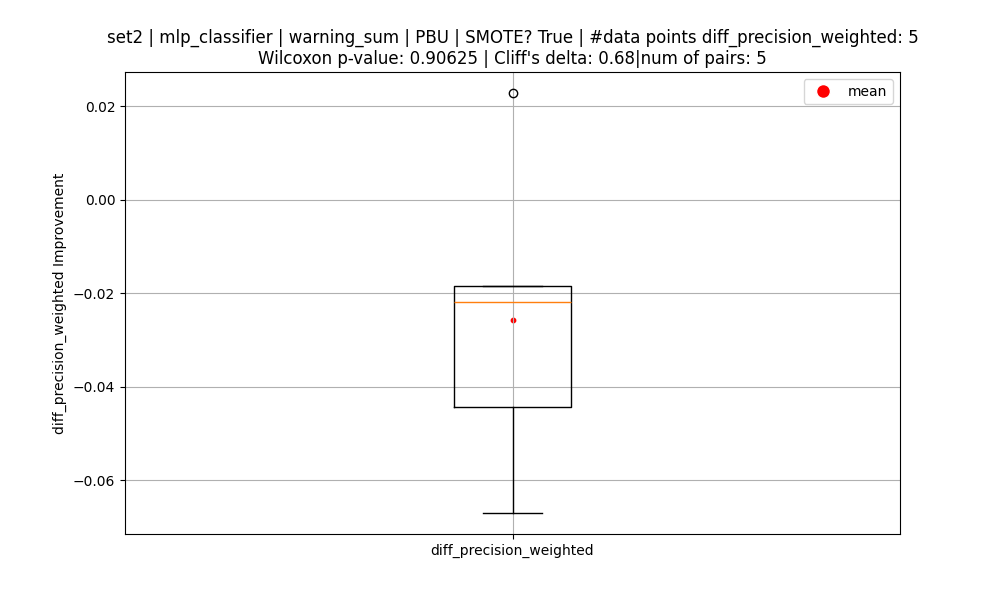 set2 | mlp_classifier | warning_sum | PBU | SMOTE? True | #data points diff_precision_weighted: 5
Wilcoxon p-value: 0.90625 | Cliff's delta: 0.68|num of pairs: 5
mean
0.02
0.00
−0.02
−0.04
−0.06
diff_precision_weighted Improvement
diff_precision_weighted